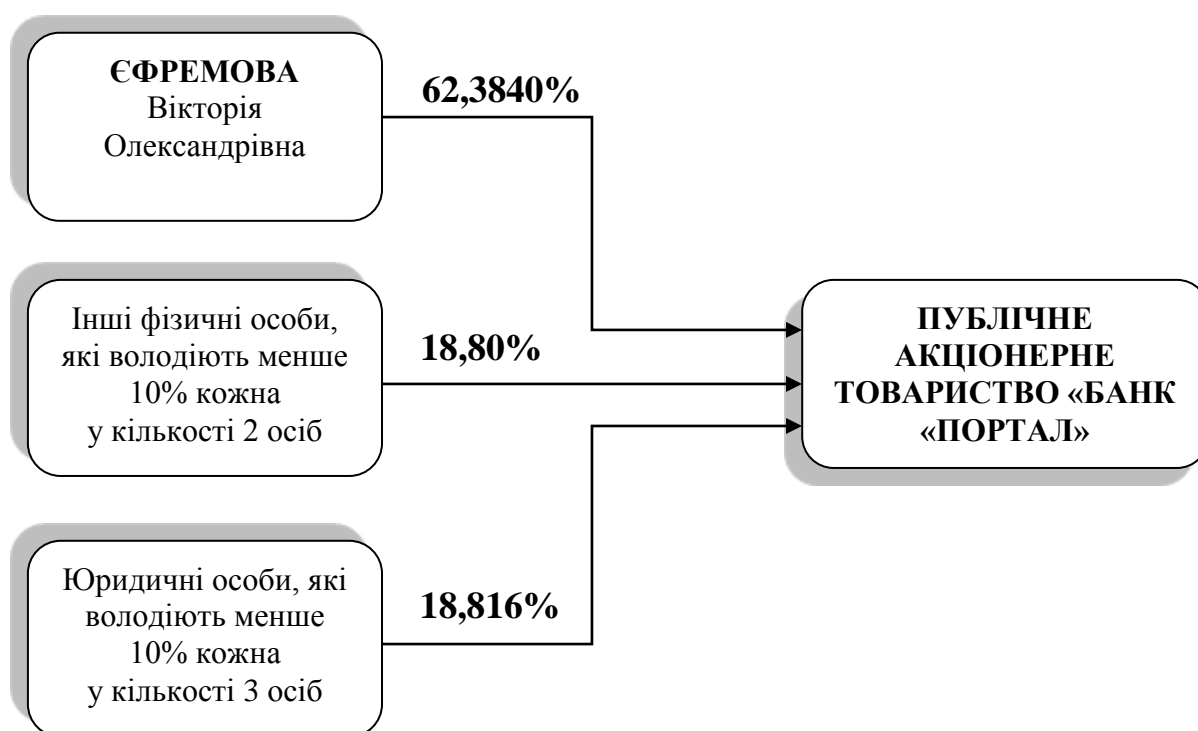 ЄФРЕМОВА
Вікторія
Олександрівна
62,3840%
Інші фізичні особи,
які володіють менше
10% кожна
у кількості 2 осіб
18,80%
Юридичні особи, які
володіють менше
10% кожна
у кількості 3 осіб
18,816%
ПУБЛІЧНЕ
АКЦІОНЕРНЕ
ТОВАРИСТВО «БАНК
«ПОРТАЛ»